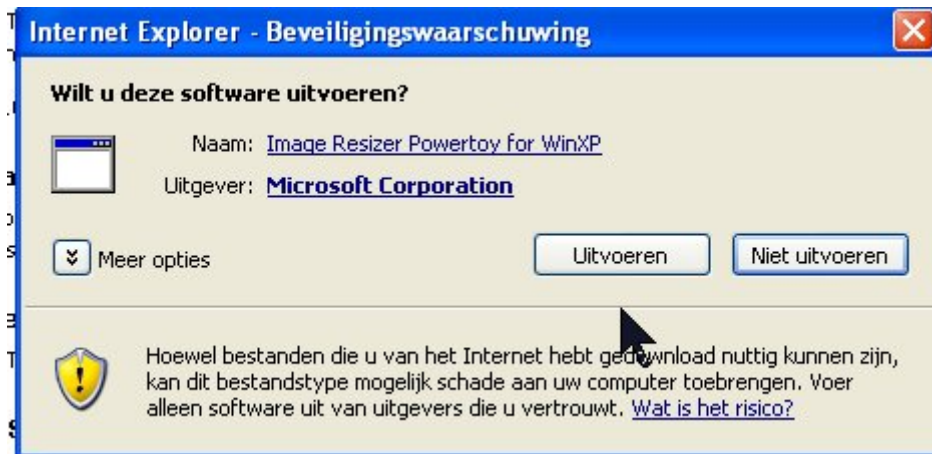 Internet Explorer - Beveiligingswaarschuwing
Wilt u deze software uitvoeren?
Naam: Image Resizer Powertoy for WinXP
Uitgever: Microsoft Corporation
Meer opties
Uitvoeren
Niet uitvoeren
Hoewel bestanden die u van het Internet hebt gedownload nuttig kunnen zijn,
kan dit bestandstype mogelijk schade aan uw computer toebrengen. Voer
alleen software uit van uitgevers die u vertrouwt. Wat is het risico?